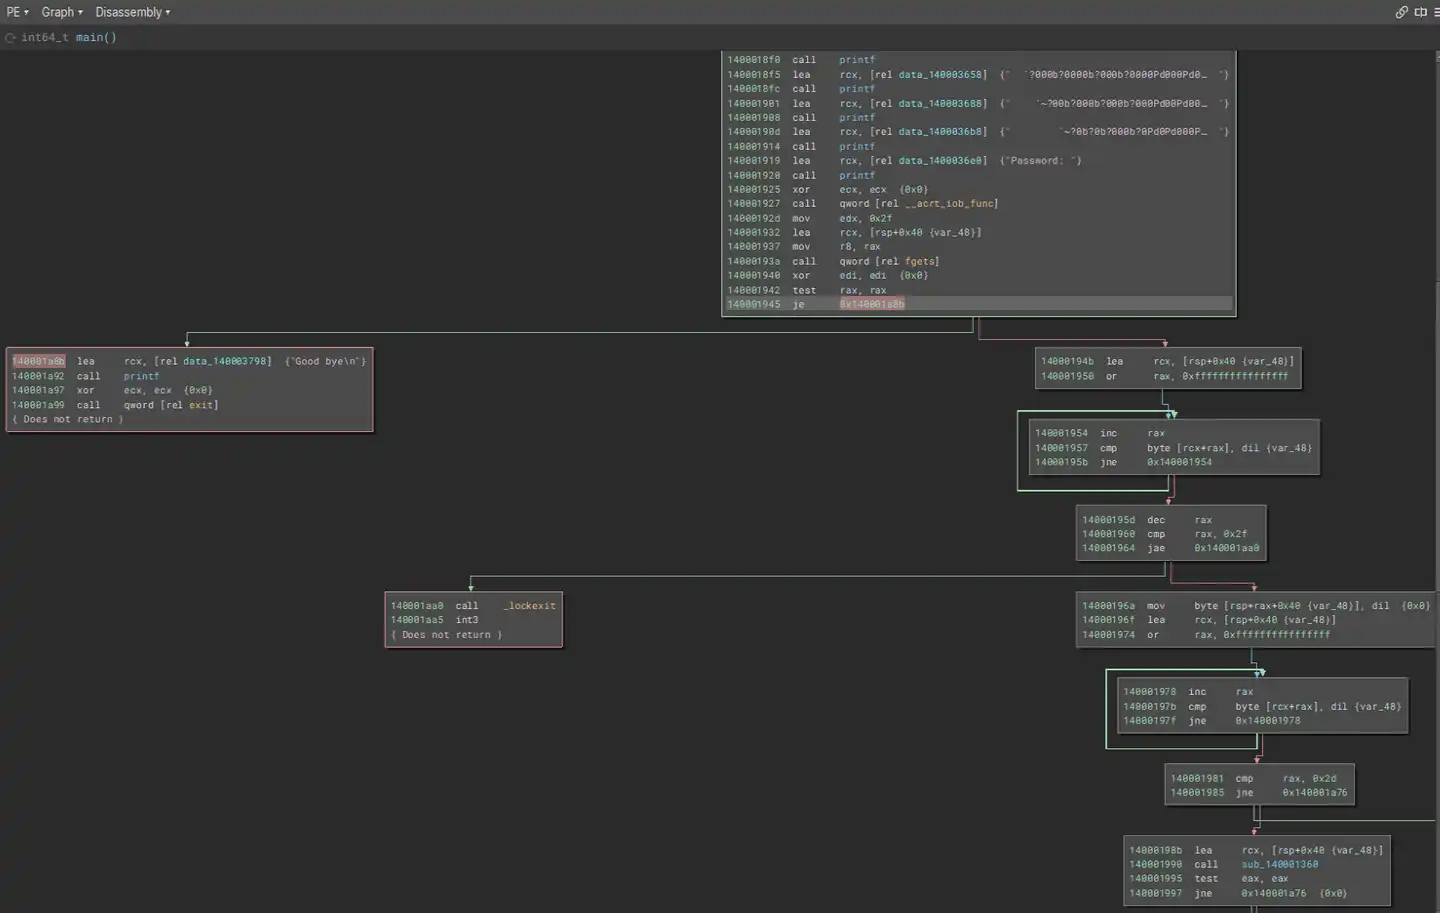 PE ▾ Graph ▾ Disassembly ▾
int64_t main()
1400018f0 call printf
1400018f5 lea rcx, [rel data_140003658] {" `?000b?0000b?000b?0000Pd000Pd0… "}
1400018fc call printf
140001901 lea rcx, [rel data_140003688] {" `~?00b?000b?000b?000Pd00Pd00… "}
140001908 call printf
14000190d lea rcx, [rel data_1400036b8] {" `~?0b?0b?000b?0Pd0Pd000P… "}
140001914 call printf
140001919 lea rcx, [rel data_1400036e0] {"Password: "}
140001920 call printf
140001925 xor ecx, ecx {0x0}
140001927 call qword [rel __acrt_iob_func]
14000192d mov edx, 0x2f
140001932 lea rcx, [rsp+0x40 {var_48}]
140001937 mov r8, rax
14000193a call qword [rel fgets]
140001940 xor edi, edi {0x0}
140001942 test rax, rax
140001945 je 0x140001a8b
140001a8b lea rcx, [rel data_140003798] {"Good bye\n"}
140001a92 call printf
140001a97 xor ecx, ecx {0x0}
140001a99 call qword [rel exit]
{ Does not return }
14000194b lea rcx, [rsp+0x40 {var_48}]
140001950 or rax, 0xffffffffffffffff
140001954 inc rax
140001957 cmp byte [rcx+rax], dil {var_48}
14000195b jne 0x140001954
14000195d dec rax
140001960 cmp rax, 0x2f
140001964 jae 0x140001aa0
140001aa0 call _lockexit
140001aa5 int3
{ Does not return }
14000196a mov byte [rsp+rax+0x40 {var_48}], dil {0x0}
14000196f lea rcx, [rsp+0x40 {var_48}]
140001974 or rax, 0xffffffffffffffff
140001978 inc rax
14000197b cmp byte [rcx+rax], dil {var_48}
14000197f jne 0x140001978
140001981 cmp rax, 0x2d
140001985 jne 0x140001a76
14000198b lea rcx, [rsp+0x40 {var_48}]
140001990 call sub_140001360
140001995 test eax, eax
140001997 jne 0x140001a76 {0x0}